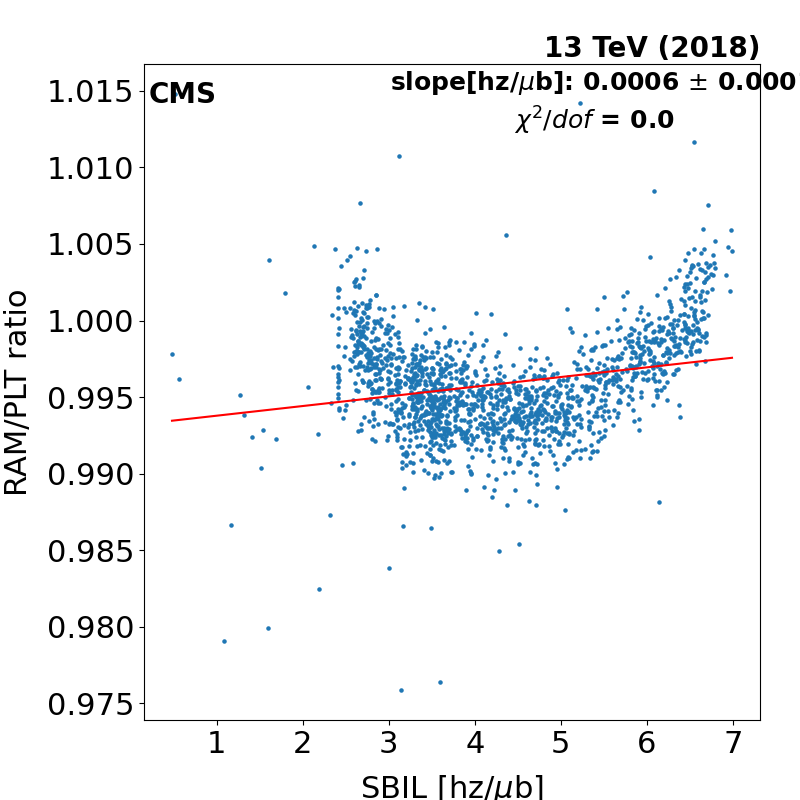 13 TeV (2018)
CMS
slope[hz/μb]: 0.0006 ± 0.000
χ²/dof = 0.0
1.015
1.010
1.005
1.000
0.995
0.990
0.985
0.980
0.975
RAM/PLT ratio
1 2 3 4 5 6 7
SBIL [hz/μb]